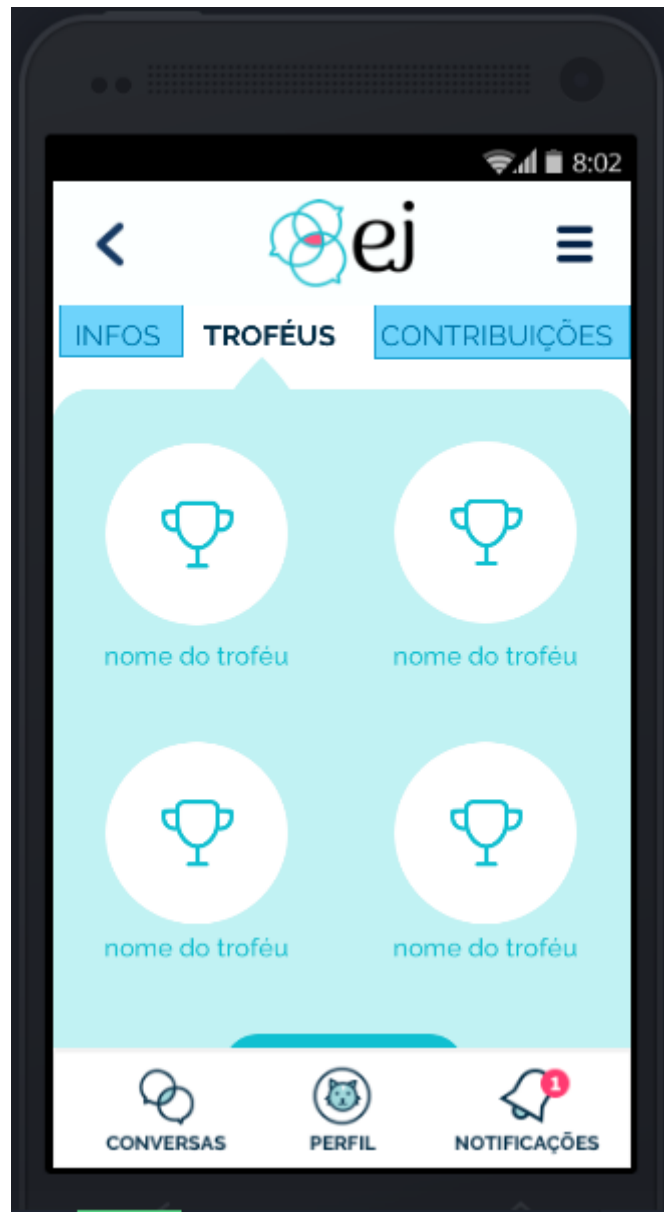 8:02
ej
INFOS TROFÉUS CONTRIBUIÇÕES
nome do troféu nome do troféu
nome do troféu nome do troféu
1
CONVERSAS PERFIL NOTIFICAÇÕES